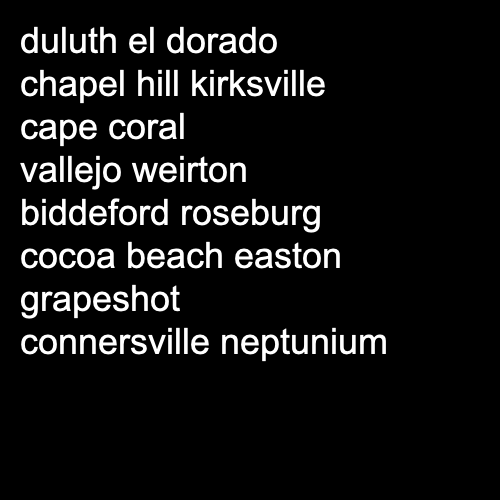 duluth el dorado
chapel hill kirksville
cape coral
vallejo weirton
biddeford roseburg
cocoa beach easton
grapeshot
connersville neptunium